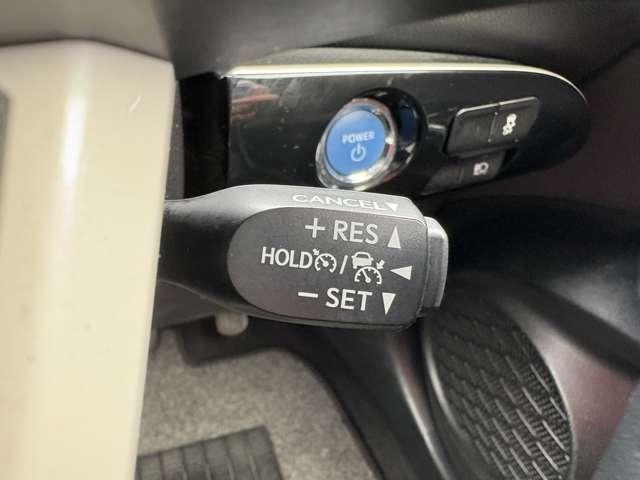 POWER
CANCEL
+ RES
HOLD /
− SET